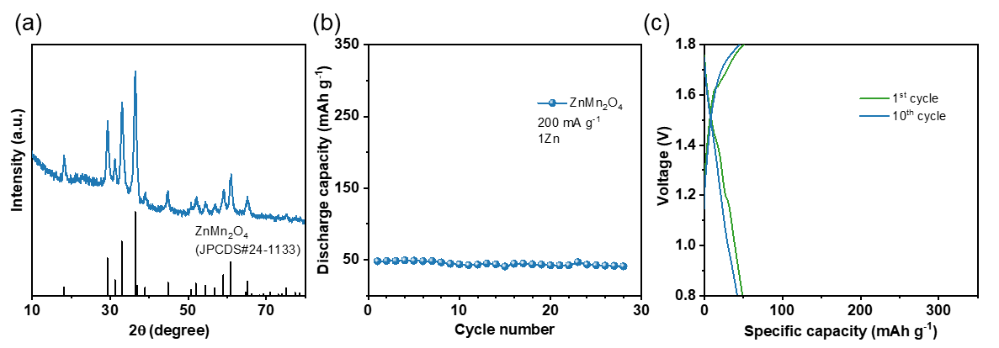 (a)
Intensity (a.u.)
ZnMn2O4
(JPCDS#24-1133)
10 30 50 70
2θ (degree)
(b)
Discharge capacity (mAh g-1)
350
250
150
50
ZnMn2O4
200 mA g-1
1Zn
0 10 20 30
Cycle number
(c)
Voltage (V)
1.8
1.6
1.4
1.2
1.0
0.8
1st cycle
10th cycle
0 100 200 300
Specific capacity (mAh g-1)